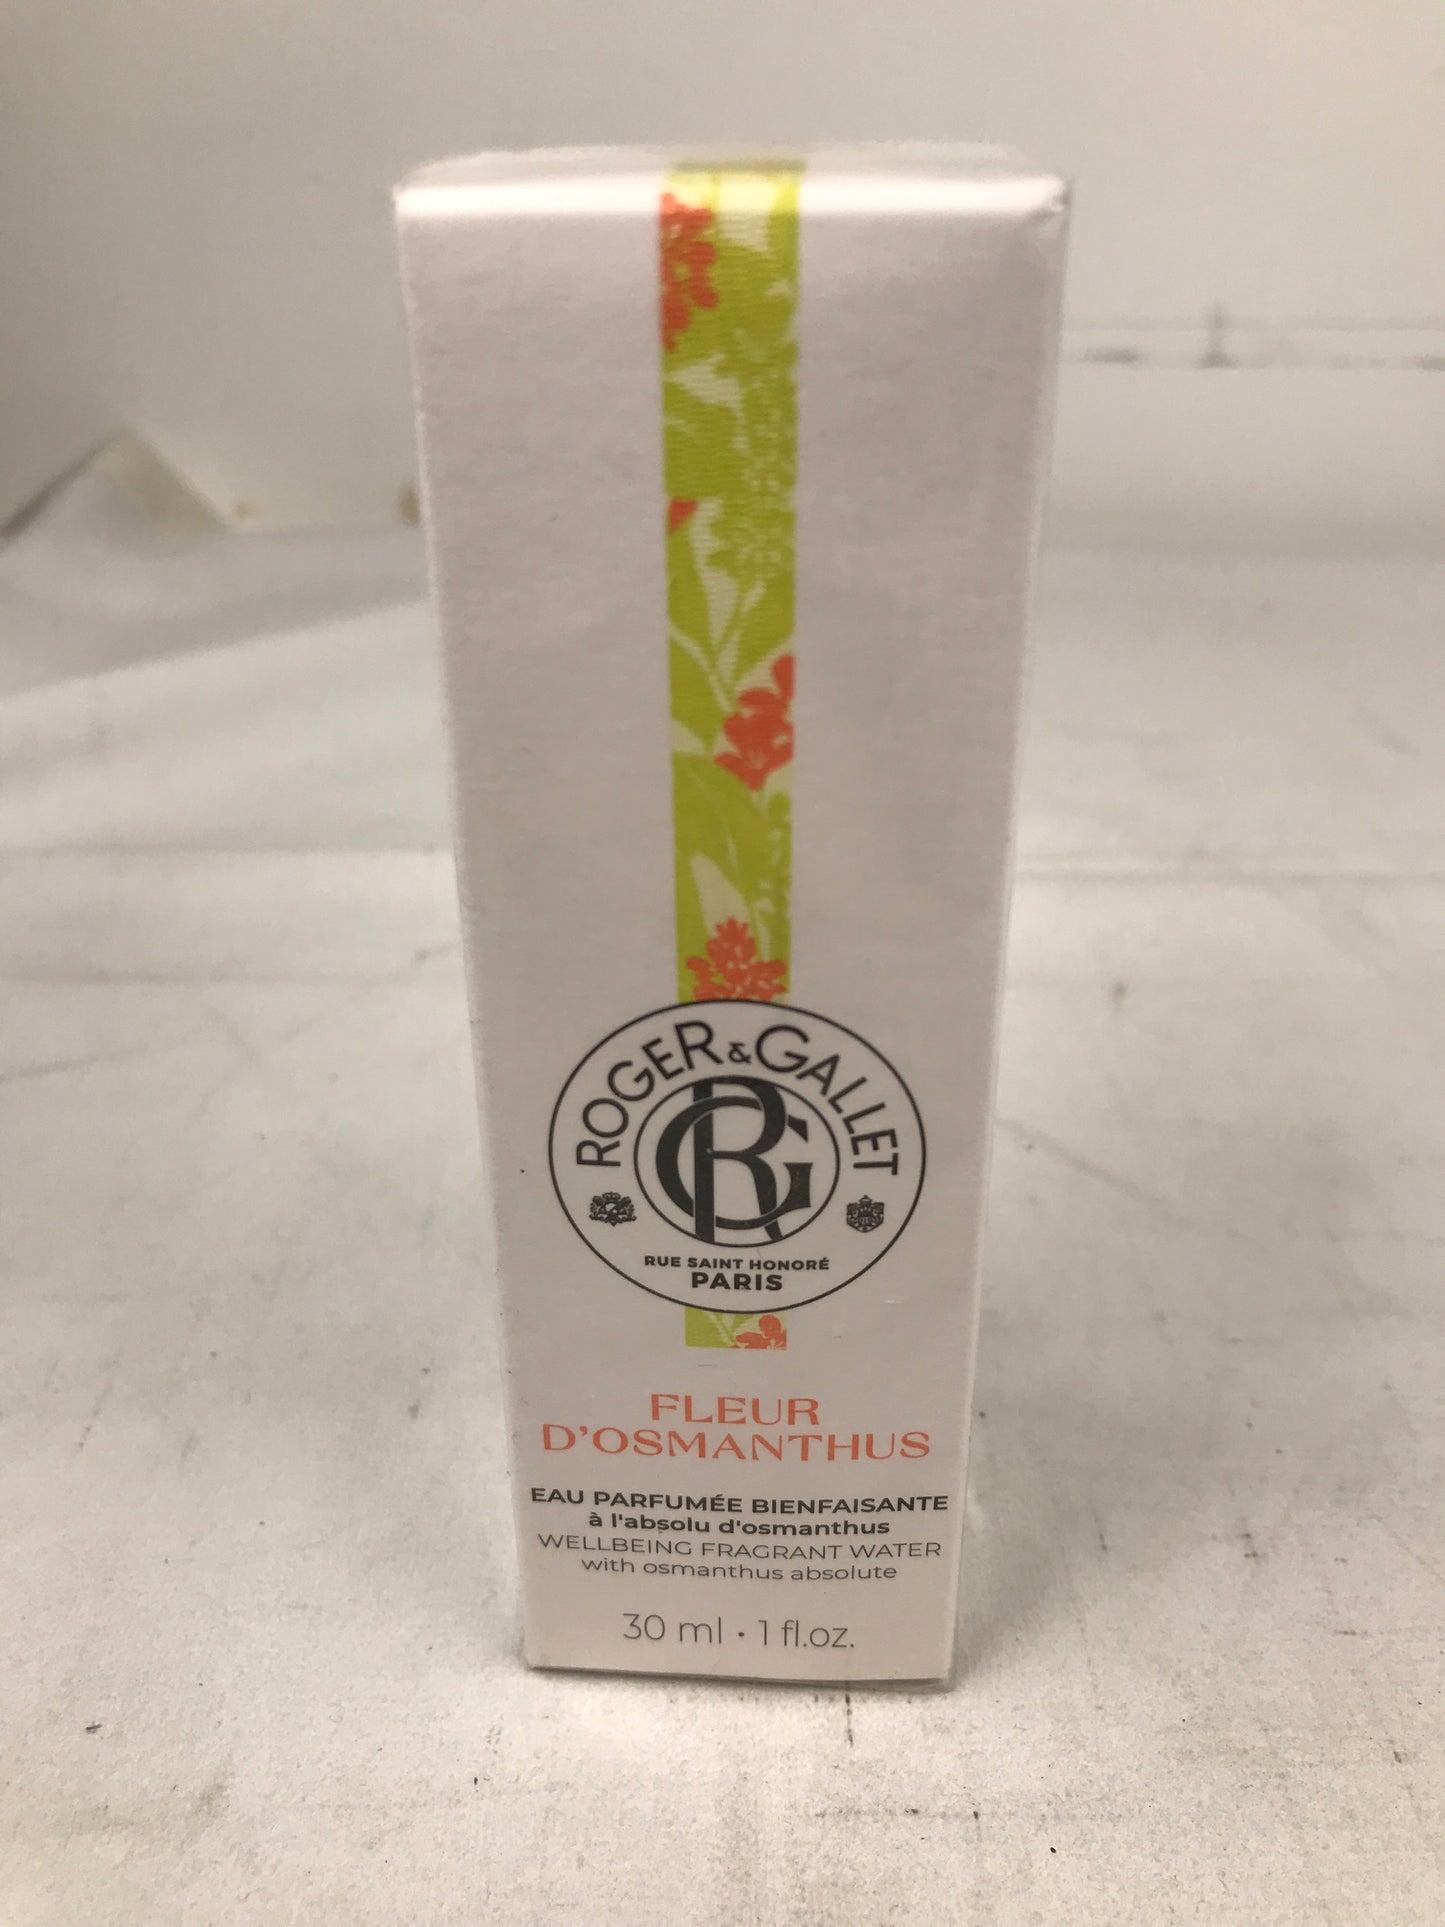 ROGER & GALLET
RG
RUE SAINT HONORÉ
PARIS
FLEUR
D'OSMANTHUS
EAU PARFUMÉE BIENFAISANTE
à l'absolu d'osmanthus
WELLBEING FRAGRANT WATER
with osmanthus absolute
30 ml • 1 fl.oz.